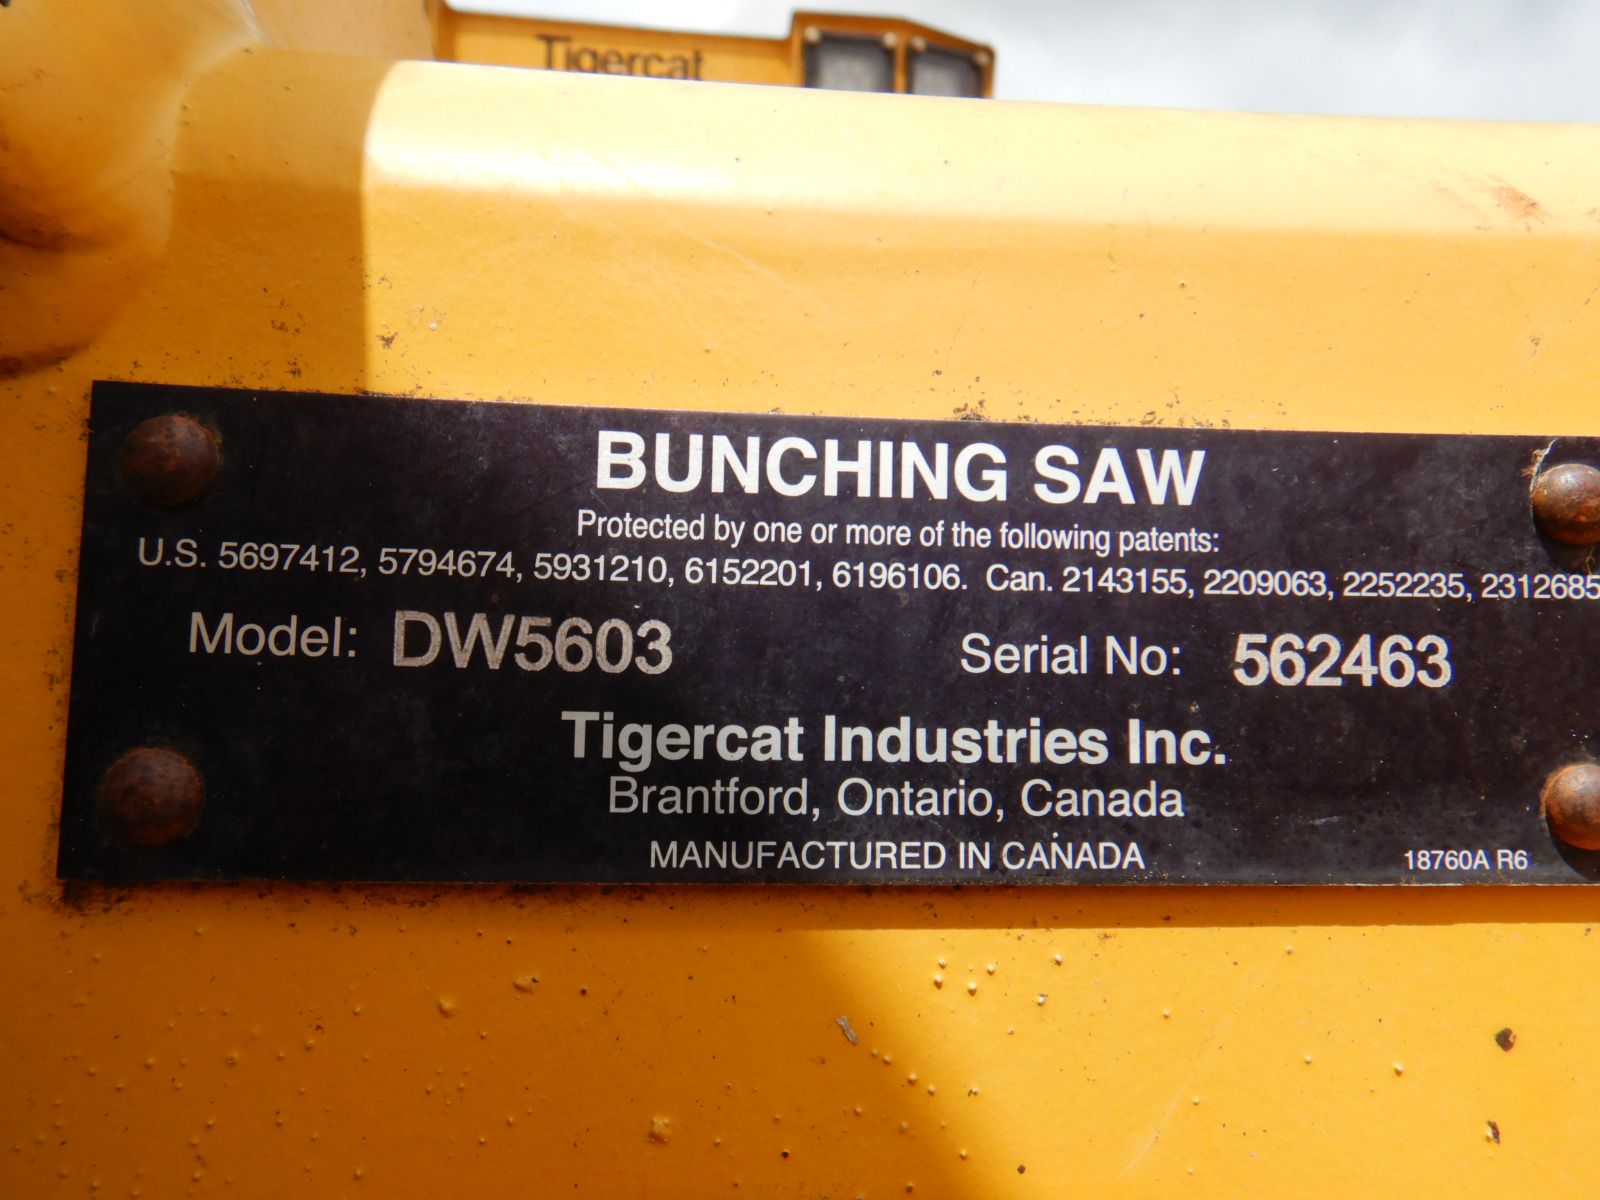 Tigercat
BUNCHING SAW
Protected by one or more of the following patents:
U.S. 5697412, 5794674, 5931210, 6152201, 6196106. Can. 2143155, 2209063, 2252235, 2312685
Model: DW5603 Serial No: 562463
Tigercat Industries Inc.
Brantford, Ontario, Canada
MANUFACTURED IN CANADA
18760A R6